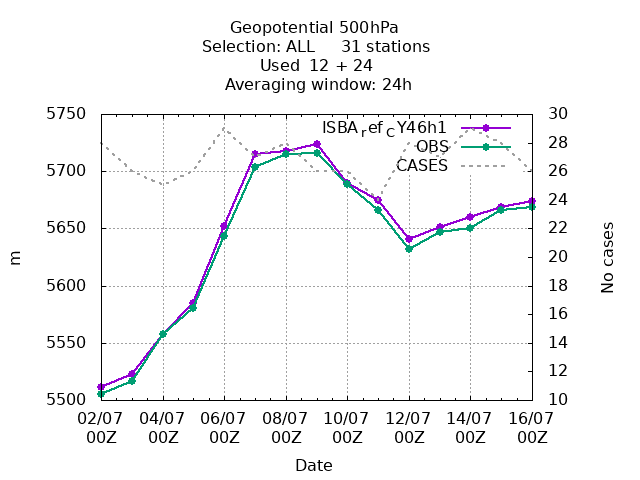 Geopotential 500hPa
Selection: ALL 31 stations
Used 12 + 24
Averaging window: 24h
5750
5700
5650
5600
5550
5500
m
30
28
26
24
22
20
18
16
14
12
10
No cases
ISBA_ref_CY46h1
OBS
CASES
02/07 04/07 06/07 08/07 10/07 12/07 14/07 16/07
00Z 00Z 00Z 00Z 00Z 00Z 00Z 00Z
Date